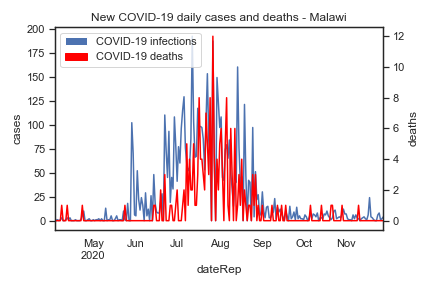 New COVID-19 daily cases and deaths - Malawi
COVID-19 infections
COVID-19 deaths
200
175
150
125
100
75
50
25
0
cases
12
10
8
6
4
2
0
deaths
May Jun Jul Aug Sep Oct Nov
2020
dateRep